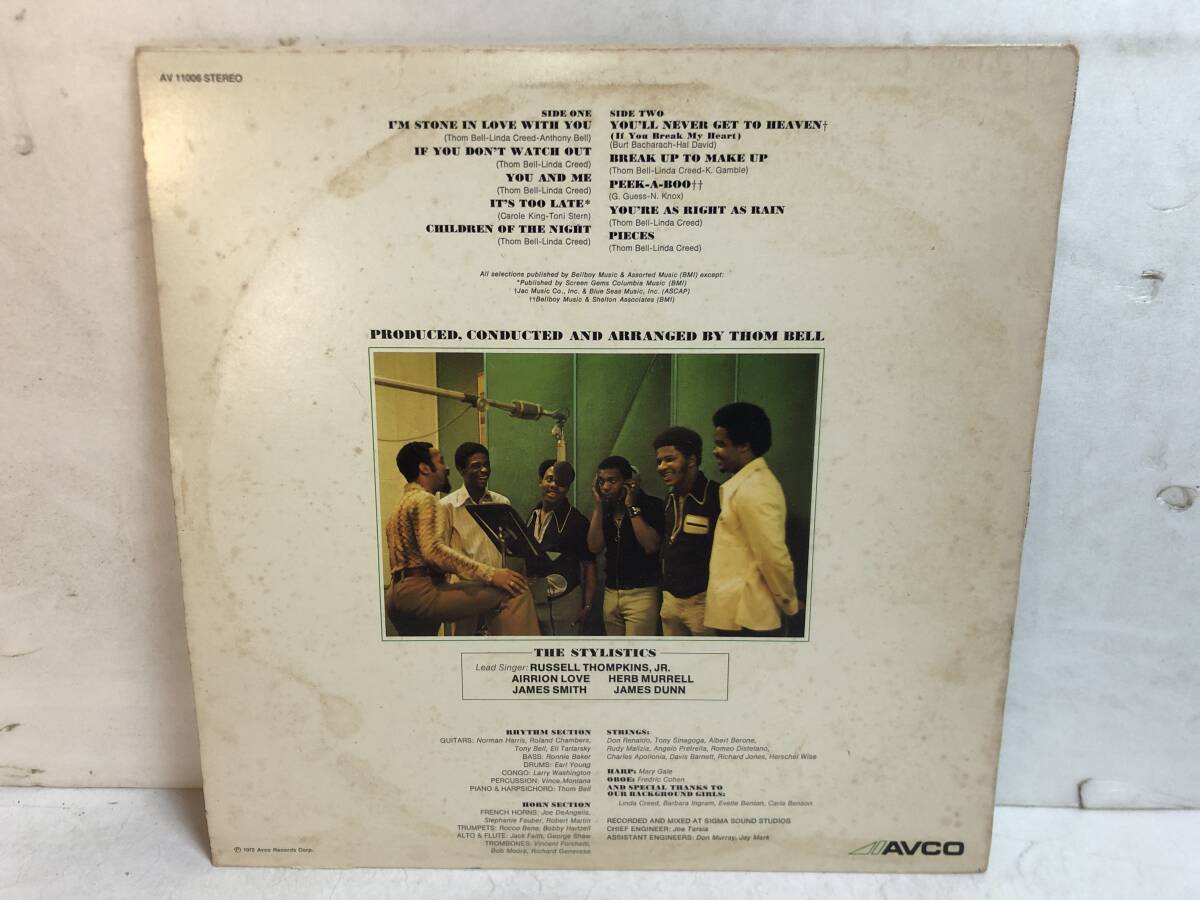 AV 11006 STEREO
SIDE ONE
I'M STONE IN LOVE WITH YOU
(Thom Bell-Linda Creed-Anthony Bell)
IF YOU DON'T WATCH OUT
(Thom Bell-Linda Creed)
YOU AND ME
(Thom Bell-Linda Creed)
IT'S TOO LATE*
(Carole King-Toni Stern)
CHILDREN OF THE NIGHT
(Thom Bell-Linda Creed)
SIDE TWO
YOU'LL NEVER GET TO HEAVEN†
(If You Break My Heart)
(Burt Bacharach-Hal David)
BREAK UP TO MAKE UP
(Thom Bell-Linda Creed-K. Gamble)
PEEK-A-BOO††
(G. Guess-N. Knox)
YOU'RE AS RIGHT AS RAIN
(Thom Bell-Linda Creed)
PIECES
(Thom Bell-Linda Creed)
All selections published by Bellboy Music & Assorted Music (BMI) except:
*Published by Screen Gems Columbia Music (BMI)
†Jac Music Co., Inc. & Blue Seas Music, Inc. (ASCAP)
††Bellboy Music & Shelton Associates (BMI)
PRODUCED, CONDUCTED AND ARRANGED BY THOM BELL
THE STYLISTICS
Lead Singer: RUSSELL THOMPKINS, JR.
AIRRION LOVE HERB MURRELL
JAMES SMITH JAMES DUNN
RHYTHM SECTION
GUITARS: Norman Harris, Roland Chambers,
Tony Bell, Eli Tartarsky
BASS: Ronnie Baker
DRUMS: Earl Young
CONGO: Larry Washington
PERCUSSION: Vince Montana
PIANO & HARPSICHORD: Thom Bell
HORN SECTION
FRENCH HORNS: Joe DeAngelis,
Stephanie Fauber, Robert Martin
TRUMPETS: Rocco Bene, Bobby Hartzell
ALTO & FLUTE: Jack Faith, George Shaw
TROMBONES: Vincent Forchetti,
Bob Moore, Richard Genevese
STRINGS:
Don Renaldo, Tony Sinagoga, Albert Berone,
Rudy Malizia, Angelo Pretrella, Romeo Distefano,
Charles Apollonia, Davis Barnett, Richard Jones, Herschel Wise
HARP: Mary Gale
OBOE: Fredric Cohen
AND SPECIAL THANKS TO
OUR BACKGROUND GIRLS:
Linda Creed, Barbara Ingram, Evette Benton, Carla Benson
RECORDED AND MIXED AT SIGMA SOUND STUDIOS
CHIEF ENGINEER: Joe Tarsia
ASSISTANT ENGINEERS: Don Murray, Jay Mark
℗ 1972 Avco Records Corp.
AVCO